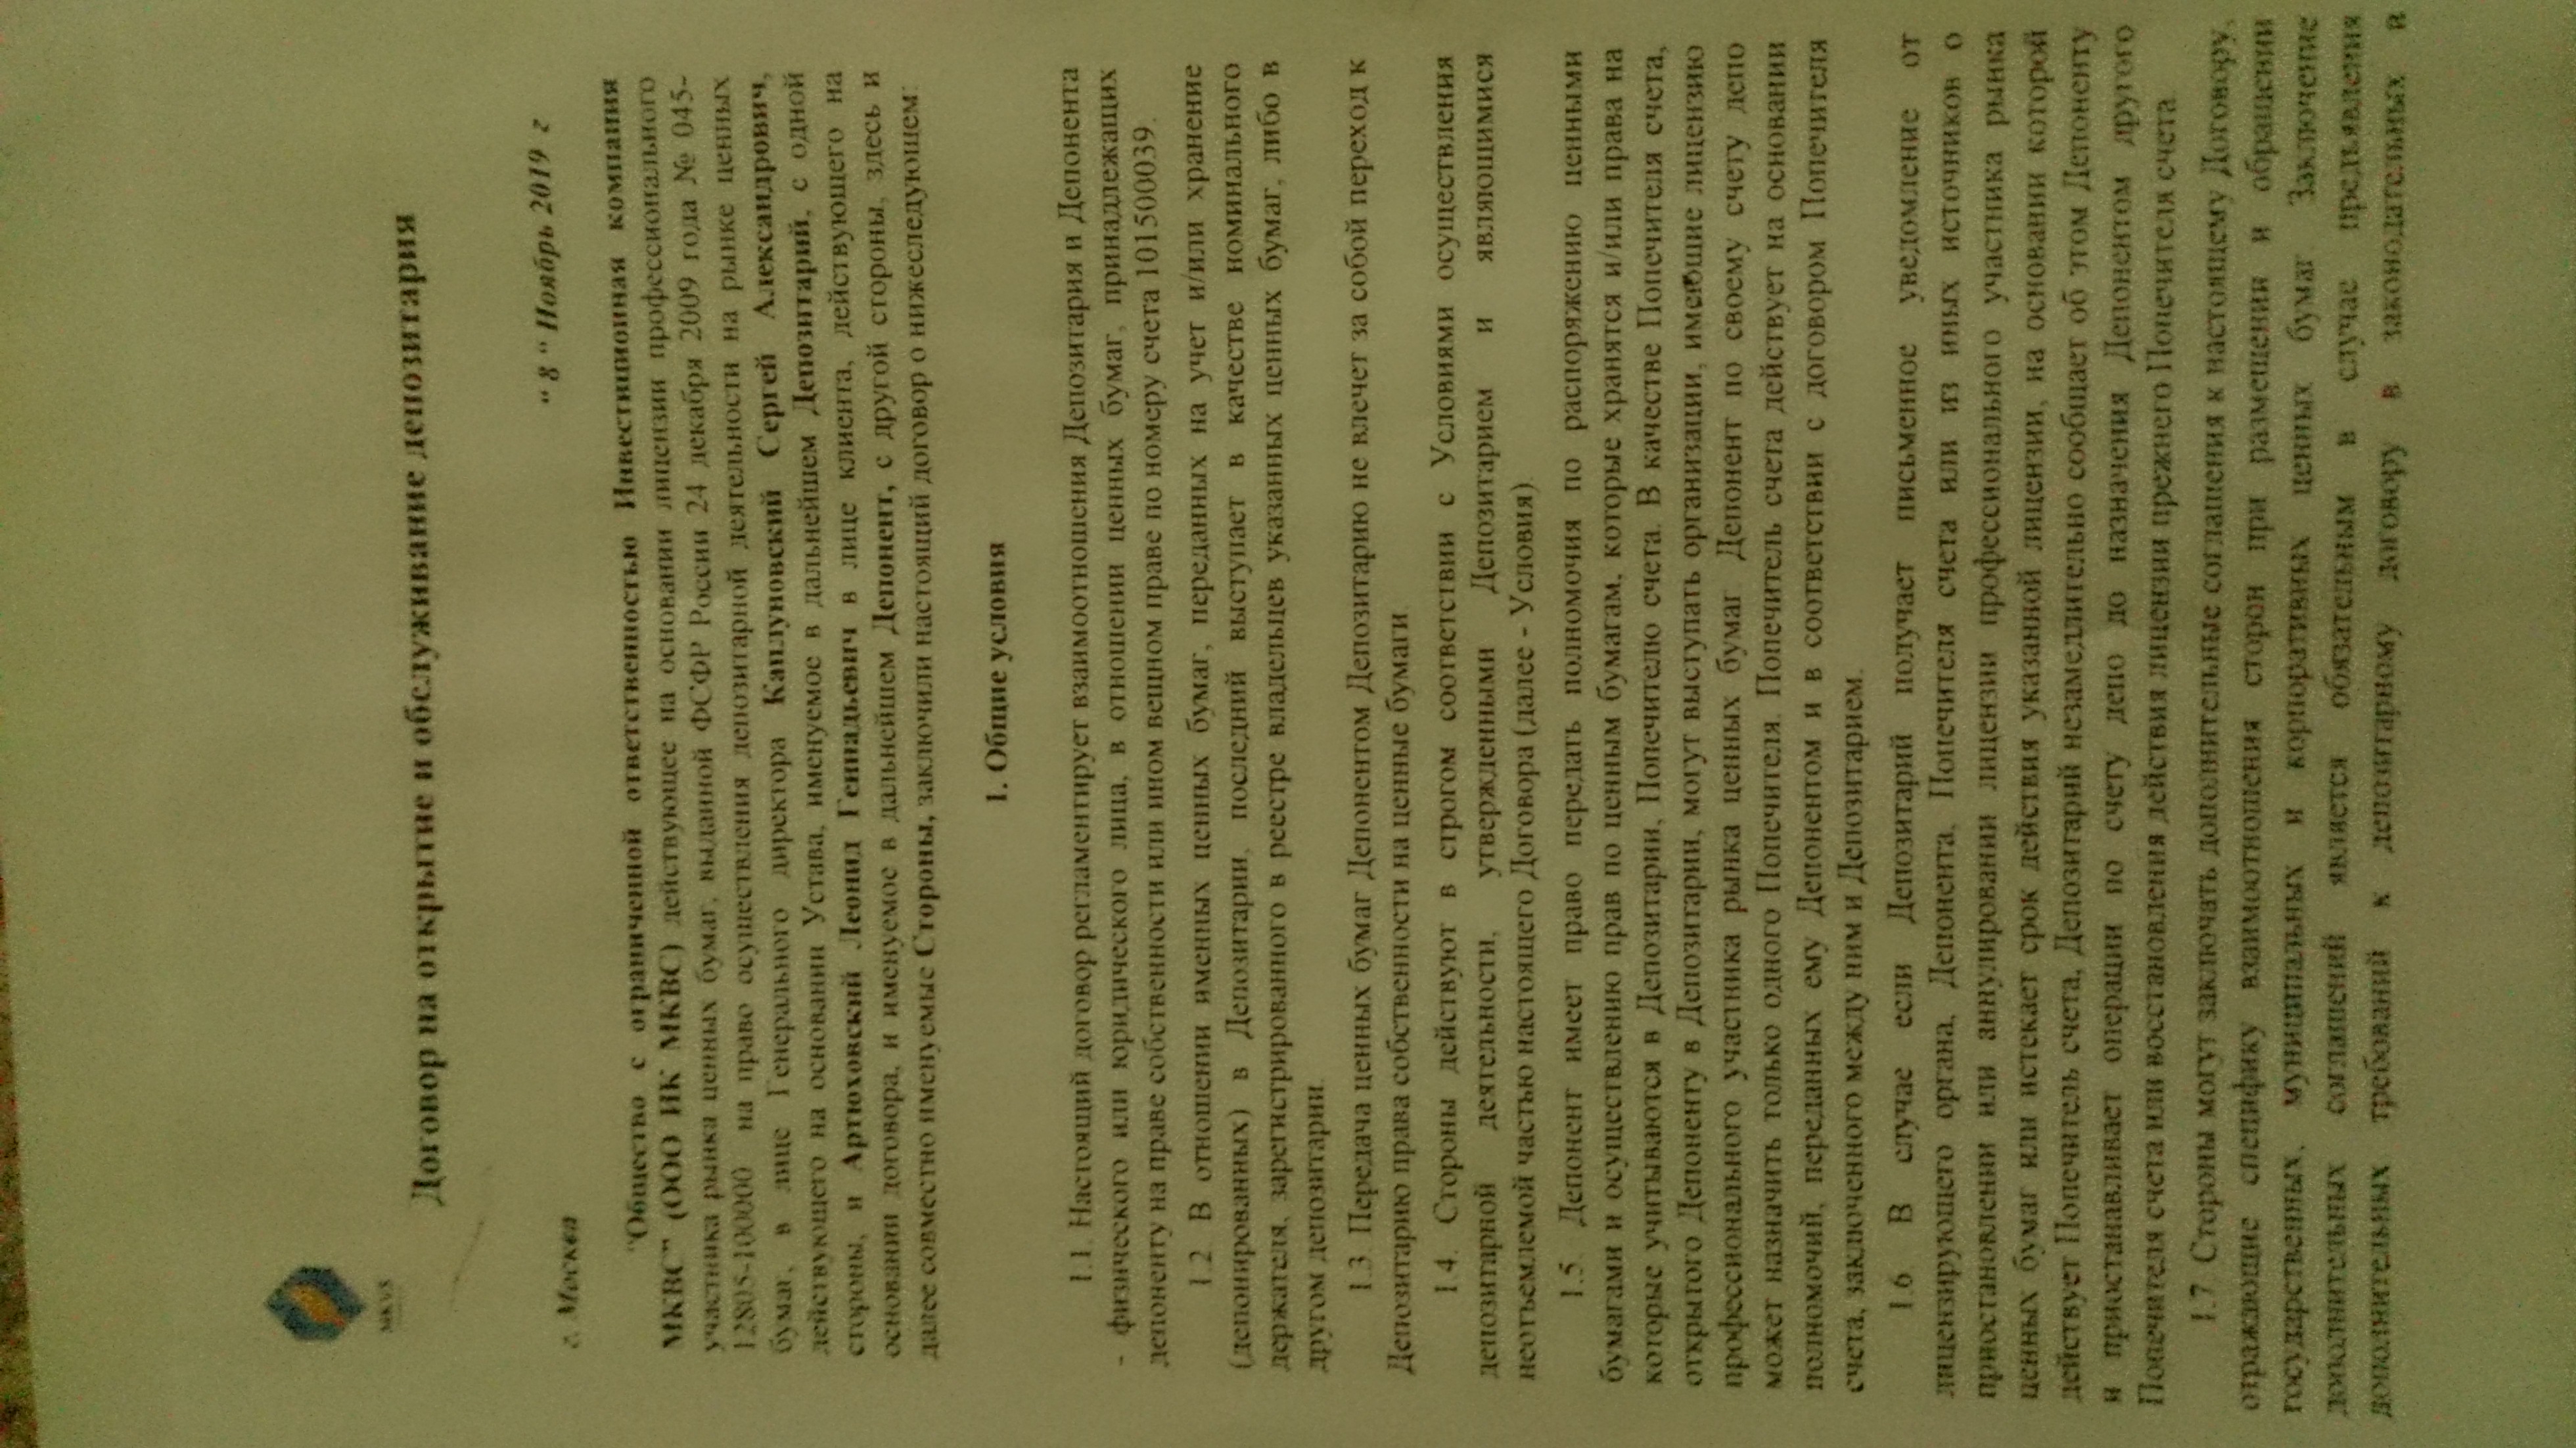 MKVS
Договор на открытие и обслуживание депозитария
г. Москва
" 8 " Ноябрь 2019 г
"Общество с ограниченной ответственностью Инвестиционная компания
МКВС" (ООО ИК МКВС) действующее на основании лицензии профессионального
участника рынка ценных бумаг, выданной ФСФР России 24 декабря 2009 года № 045-
12805-100000 на право осуществления депозитарной деятельности на рынке ценных
бумаг, в лице Генерального директора Каплуновский Сергей Александрович,
действующего на основании Устава, именуемое в дальнейшем Депозитарий, с одной
стороны, и Артюховский Леонид Геннадьевич в лице клиента, действующего на
основании договора, и именуемое в дальнейшем Депонент, с другой стороны, здесь и
далее совместно именуемые Стороны, заключили настоящий договор о нижеследующем:
1. Общие условия
1.1. Настоящий договор регламентирует взаимоотношения Депозитария и Депонента
- физического или юридического лица, в отношении ценных бумаг, принадлежащих
депоненту на праве собственности или ином вещном праве по номеру счета 101500039.
1.2. В отношении именных ценных бумаг, переданных на учет и/или хранение
(депонированных) в Депозитарии, последний выступает в качестве номинального
держателя, зарегистрированного в реестре владельцев указанных ценных бумаг, либо в
другом депозитарии.
1.3. Передача ценных бумаг Депонентом Депозитарию не влечет за собой переход к
Депозитарию права собственности на ценные бумаги.
1.4. Стороны действуют в строгом соответствии с Условиями осуществления
депозитарной деятельности, утвержденными Депозитарием и являющимися
неотъемлемой частью настоящего Договора (далее - Условия).
1.5. Депонент имеет право передать полномочия по распоряжению ценными
бумагами и осуществлению прав по ценным бумагам, которые хранятся и/или права на
которые учитываются в Депозитарии, Попечителю счета. В качестве Попечителя счета,
открытого Депоненту в Депозитарии, могут выступать организации, имеющие лицензию
профессионального участника рынка ценных бумаг. Депонент по своему счету депо
может назначить только одного Попечителя. Попечитель счета действует на основании
полномочий, переданных ему Депонентом и в соответствии с договором Попечителя
счета, заключенного между ним и Депозитарием.
1.6. В случае если Депозитарий получает письменное уведомление от
лицензирующего органа, Депонента, Попечителя счета или из иных источников о
приостановлении или аннулировании лицензии профессионального участника рынка
ценных бумаг или истекает срок действия указанной лицензии, на основании которой
действует Попечитель счета, Депозитарий незамедлительно сообщает об этом Депоненту
и приостанавливает операции по счету депо до назначения Депонентом другого
Попечителя счета или восстановления действия лицензии прежнего Попечителя счета.
1.7. Стороны могут заключать дополнительные соглашения к настоящему Договору,
отражающие специфику взаимоотношения сторон при размещении и обращении
государственных, муниципальных и корпоративных ценных бумаг. Заключение
дополнительных соглашений является обязательным в случае предъявления
дополнительных требований к депозитарному договору в законодательных и